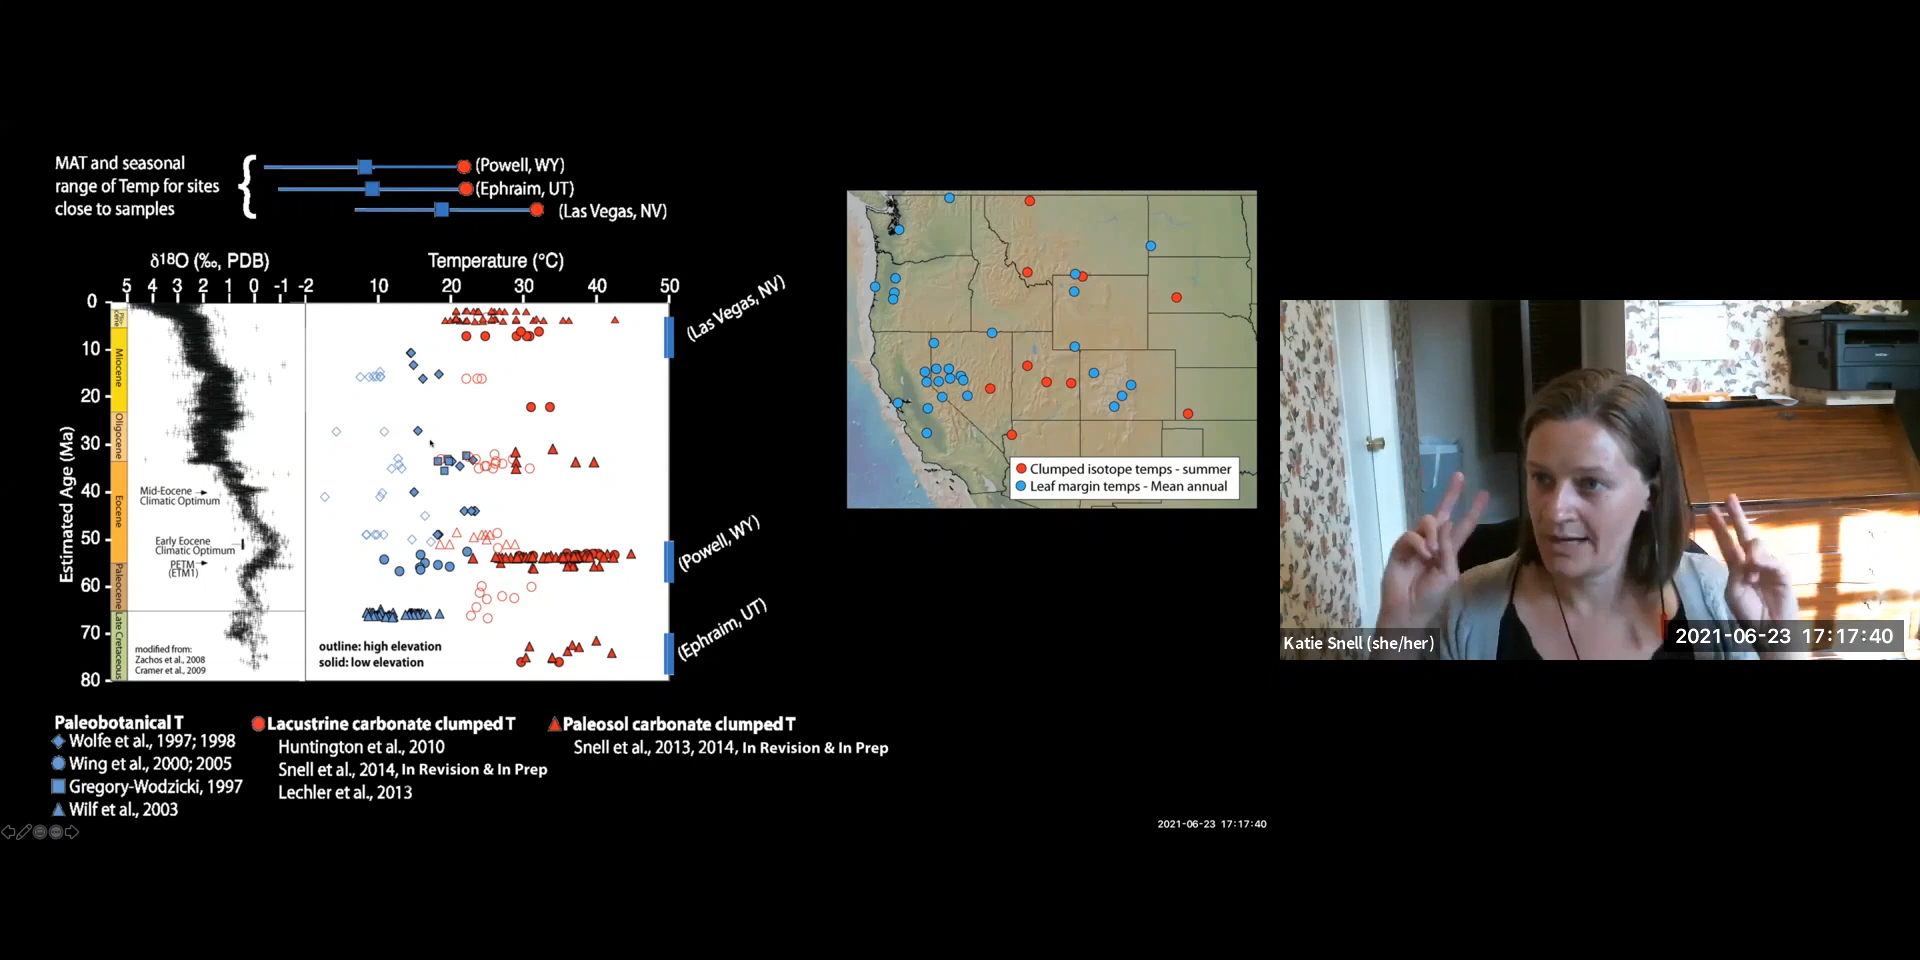 MAT and seasonal
range of Temp for sites
close to samples
{
(Powell, WY)
(Ephraim, UT)
(Las Vegas, NV)
δ18O (‰, PDB)
Temperature (°C)
5 4 3 2 1 0 -1 -2
10 20 30 40 50
Estimated Age (Ma)
0
10
20
30
40
50
60
70
80
Miocene
Oligocene
Eocene
Paleocene
Late Cretaceous
Mid-Eocene
Climatic Optimum
Early Eocene
Climatic Optimum
PETM
(ETM1)
modified from:
Zachos et al., 2008
Cramer et al., 2009
outline: high elevation
solid: low elevation
(Las Vegas, NV)
(Powell, WY)
(Ephraim, UT)
Paleobotanical T
Wolfe et al., 1997; 1998
Wing et al., 2000; 2005
Gregory-Wodzicki, 1997
Wilf et al., 2003
Lacustrine carbonate clumped T
Huntington et al., 2010
Snell et al., 2014, In Revision & In Prep
Lechler et al., 2013
Paleosol carbonate clumped T
Snell et al., 2013, 2014, In Revision & In Prep
Clumped isotope temps - summer
Leaf margin temps - Mean annual
2021-06-23 17:17:40
Katie Snell (she/her)
2021-06-23 17:17:40